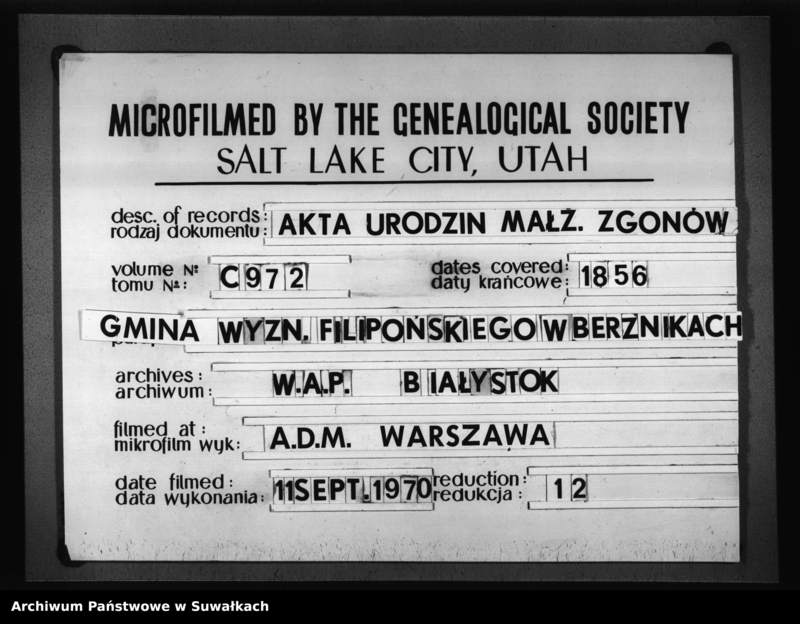 MICROFILMED BY THE GENEALOGICAL SOCIETY
SALT LAKE CITY, UTAH
desc. of records: AKTA URODZIN MAŁŻ. ZGONÓW
rodzaj dokumentu:
volume №: C972 dates covered: 1856
tomu №: daty krańcowe:
GMINA WYZN. FILIPOŃSKIEGO W BERZNIKACH
archives: W.A.P. BIAŁYSTOK
archiwum:
filmed at: A.D.M. WARSZAWA
mikrofilm wyk:
date filmed: 11 SEPT. 1970 reduction: 12
data wykonania: redukcja:
Archiwum Państwowe w Suwałkach